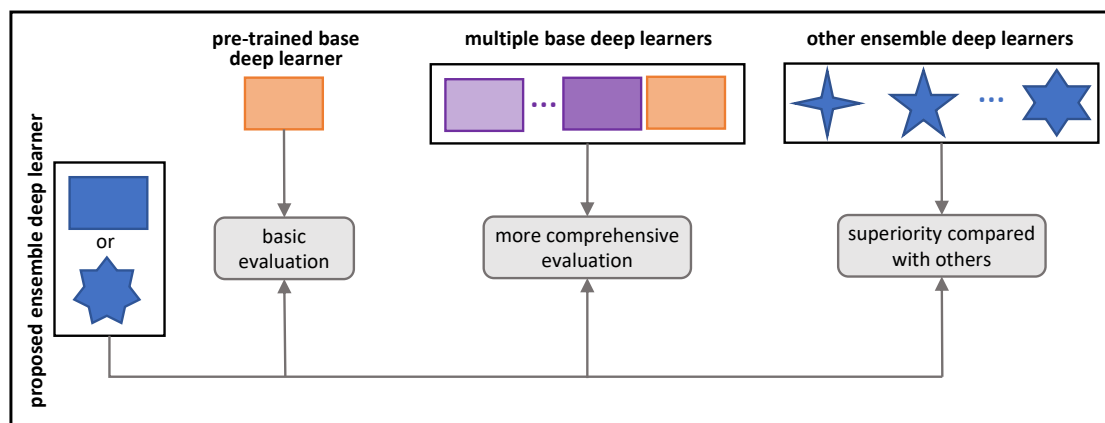 pre-trained base
deep learner
multiple base deep learners
other ensemble deep learners
...
...
proposed ensemble deep learner
or
basic
evaluation
more comprehensive
evaluation
superiority compared
with others